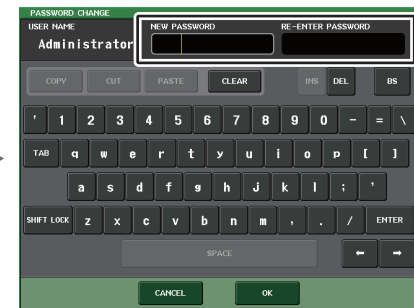 PASSWORD CHANGE
USER NAME NEW PASSWORD RE-ENTER PASSWORD
Administrator
COPY CUT PASTE CLEAR INS DEL BS
' 1 2 3 4 5 6 7 8 9 0 - = \
TAB q w e r t y u i o p [ ]
a s d f g h j k l ; '
SHIFT LOCK z x c v b n m , . / ENTER
SPACE ← →
CANCEL OK